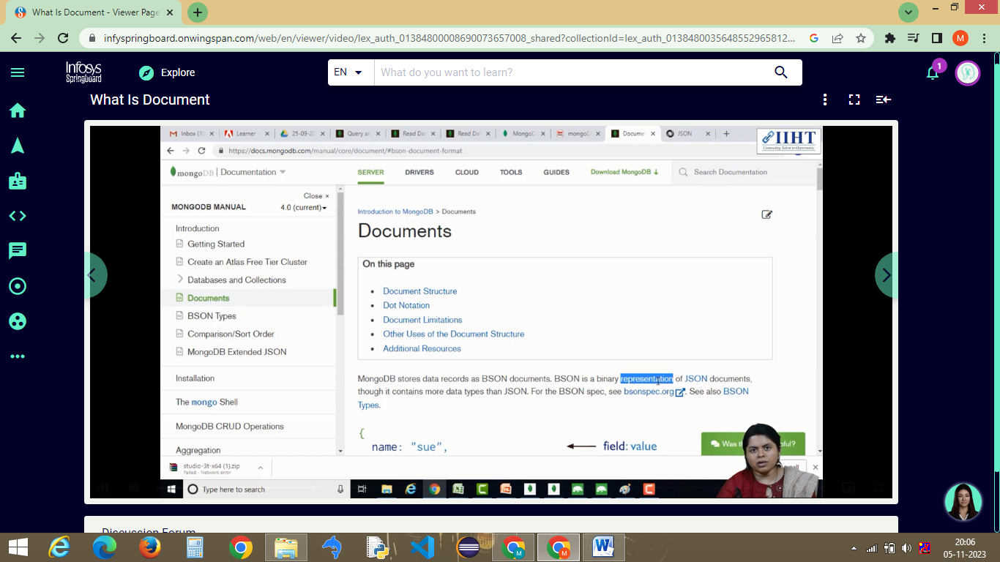 What Is Document - Viewer Page
infyspringboard.onwingspan.com/web/en/viewer/video/lex_auth_01384800008690073657008_shared?collectionId=lex_auth_0138480035648552965812...
M
Infosys
Springboard
Explore
EN
What do you want to learn?
1
What Is Document
Inbox (10
Learner -
25-09-20
Query an
Read Dat
Read Dat
MongoD
mongoD
Docume
JSON
IIHT
Connecting Talent to Opportunity
https://docs.mongodb.com/manual/core/document/#bson-document-format
mongoDB | Documentation
SERVER
DRIVERS
CLOUD
TOOLS
GUIDES
Download MongoDB
Search Documentation
Close ×
MONGODB MANUAL
4.0 (current)
Introduction
Getting Started
Create an Atlas Free Tier Cluster
Databases and Collections
Documents
BSON Types
Comparison/Sort Order
MongoDB Extended JSON
Installation
The mongo Shell
MongoDB CRUD Operations
Aggregation
Introduction to MongoDB > Documents
Documents
On this page
• Document Structure
• Dot Notation
• Document Limitations
• Other Uses of the Document Structure
• Additional Resources
MongoDB stores data records as BSON documents. BSON is a binary representation of JSON documents,
though it contains more data types than JSON. For the BSON spec, see bsonspec.org. See also BSON
Types.
{
name: "sue",
field: value
studio-3t-x64 (1).zip
Failed - Network error
Type here to search
Discussion Forum
20:06
05-11-2023